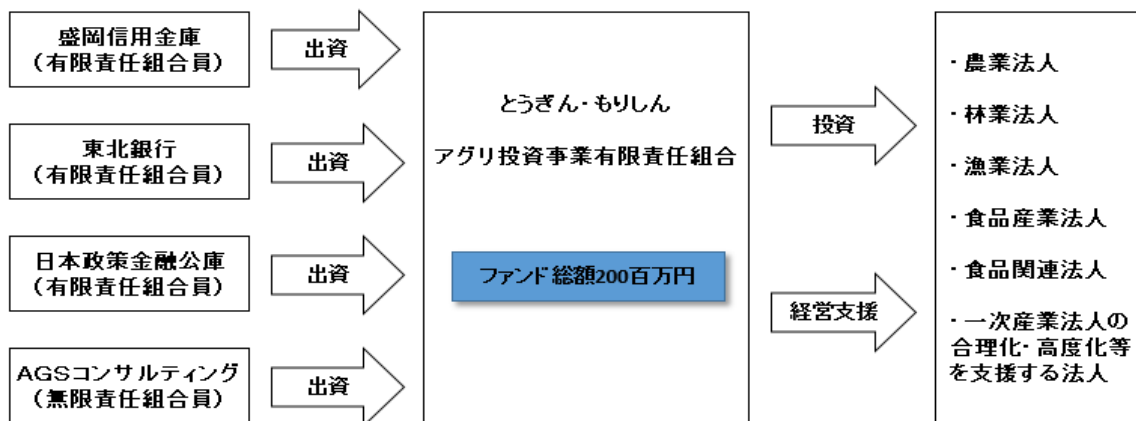 盛岡信用金庫
（有限責任組合員）
出資
東北銀行
（有限責任組合員）
出資
日本政策金融公庫
（有限責任組合員）
出資
AGSコンサルティング
（無限責任組合員）
出資
とうぎん・もりしん
アグリ投資事業有限責任組合
ファンド総額200百万円
投資
経営支援
・農業法人
・林業法人
・漁業法人
・食品産業法人
・食品関連法人
・一次産業法人の
合理化・高度化等
を支援する法人